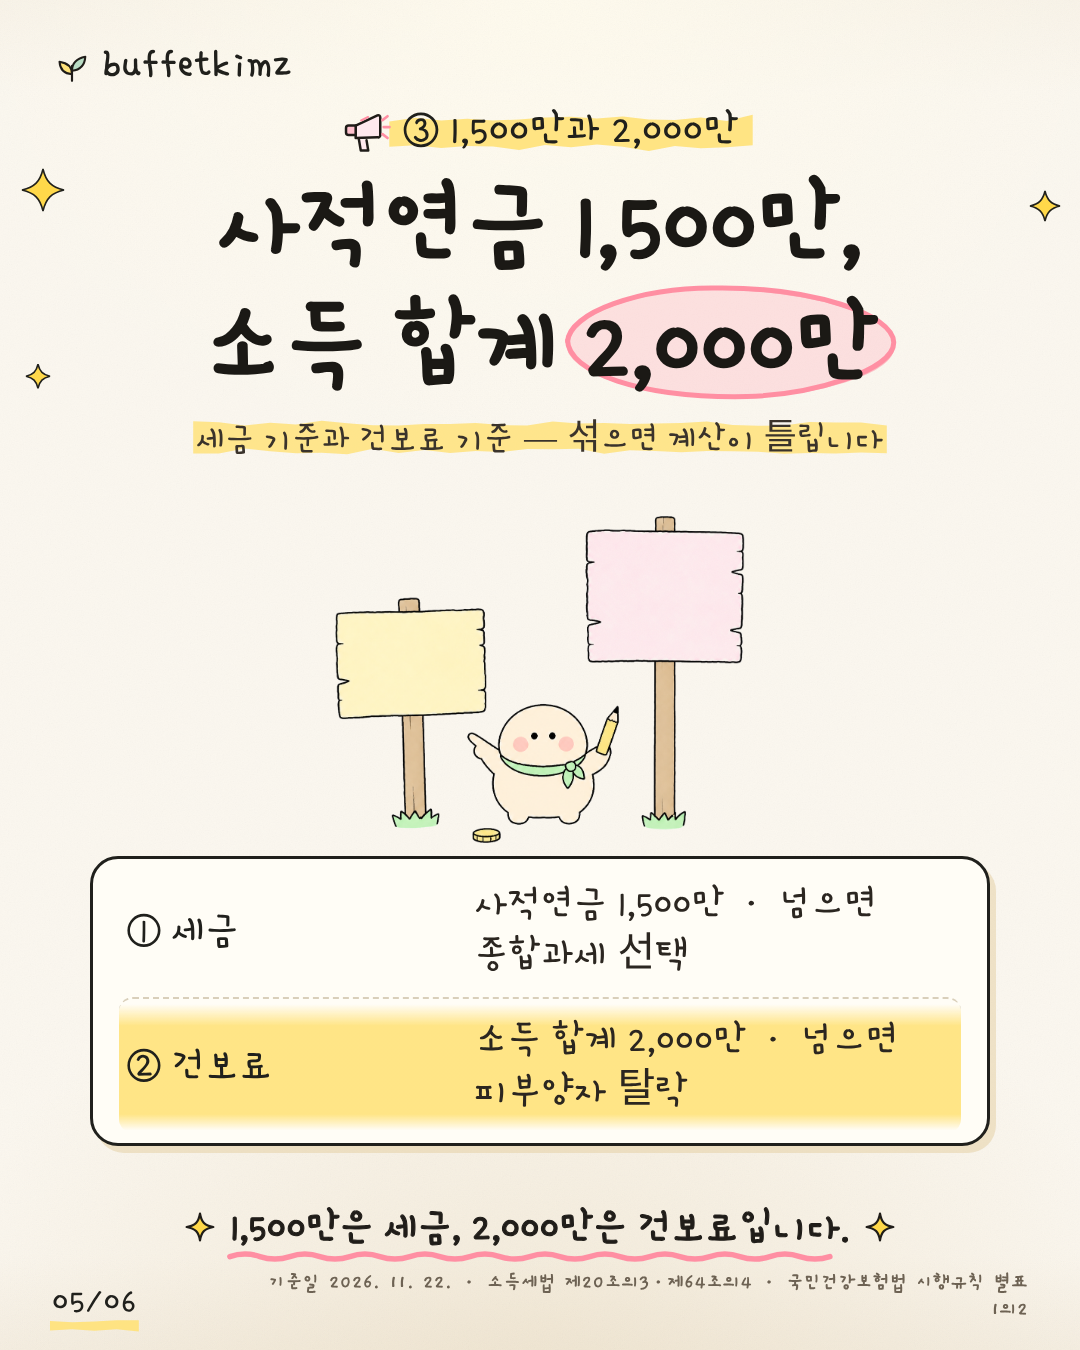 buffetkimz
③ 1,500만과 2,000만
사적연금 1,500만,
소득 합계 2,000만
세금 기준과 건보료 기준 — 섞으면 계산이 틀립니다
① 세금
사적연금 1,500만 · 넘으면
종합과세 선택
② 건보료
소득 합계 2,000만 · 넘으면
피부양자 탈락
1,500만은 세금, 2,000만은 건보료입니다.
기준일 2026. 11. 22. · 소득세법 제20조의3·제64조의4 · 국민건강보험법 시행규칙 별표
1의2
05/06